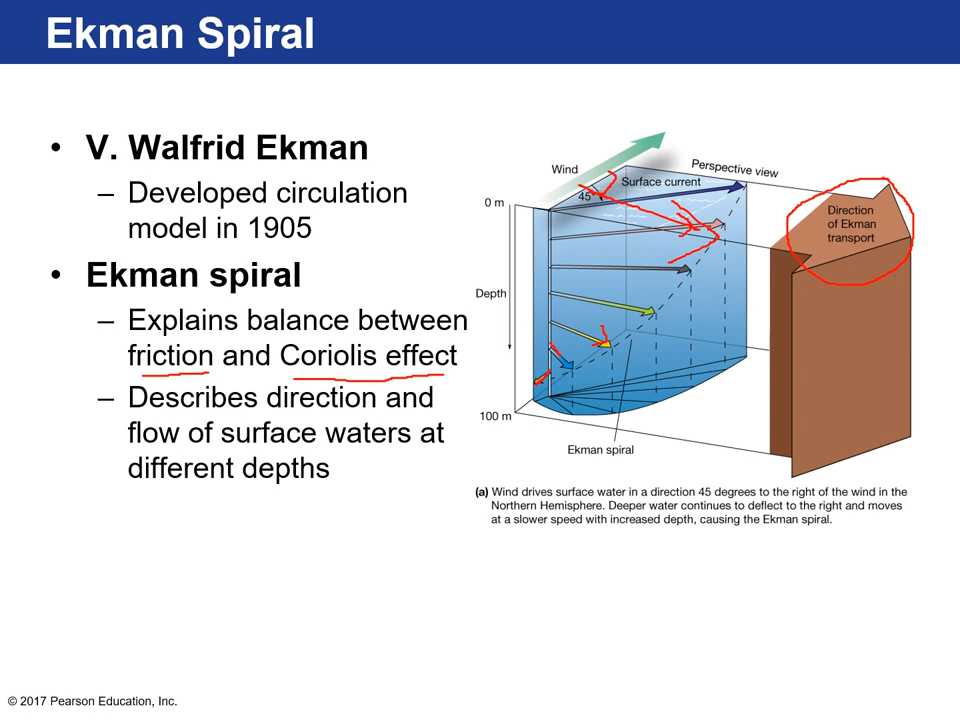 Ekman Spiral
• V. Walfrid Ekman
– Developed circulation
model in 1905
• Ekman spiral
– Explains balance between
friction and Coriolis effect
– Describes direction and
flow of surface waters at
different depths
Wind
Perspective view
Surface current
45°
0 m
Direction
of Ekman
transport
Depth
100 m
Ekman spiral
(a) Wind drives surface water in a direction 45 degrees to the right of the wind in the
Northern Hemisphere. Deeper water continues to deflect to the right and moves
at a slower speed with increased depth, causing the Ekman spiral.
© 2017 Pearson Education, Inc.